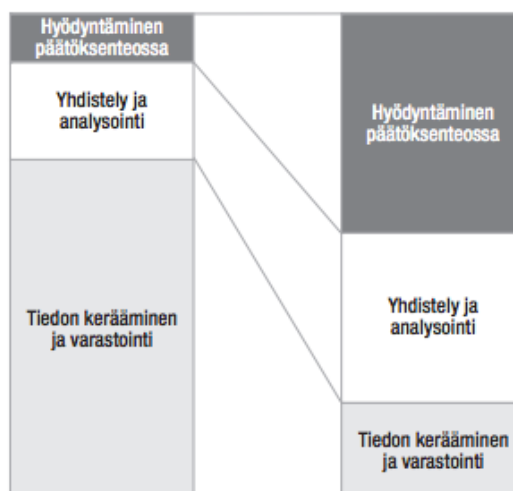 Hyödyntäminen
päätöksenteossa
Yhdistely ja
analysointi
Tiedon kerääminen
ja varastointi
Hyödyntäminen
päätöksenteossa
Yhdistely ja
analysointi
Tiedon kerääminen
ja varastointi